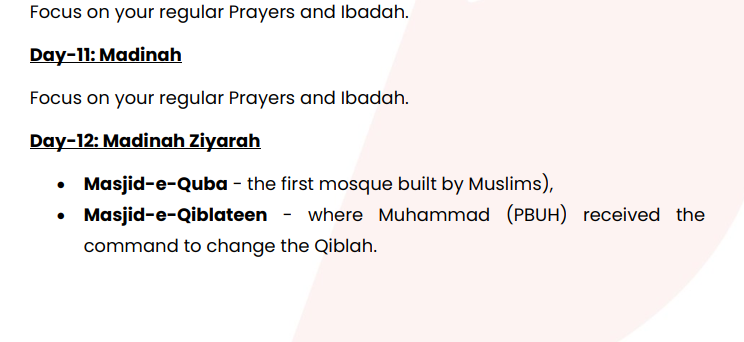 Focus on your regular Prayers and Ibadah.
Day-11: Madinah
Focus on your regular Prayers and Ibadah.
Day-12: Madinah Ziyarah
• Masjid-e-Quba - the first mosque built by Muslims),
• Masjid-e-Qiblateen - where Muhammad (PBUH) received the
command to change the Qiblah.